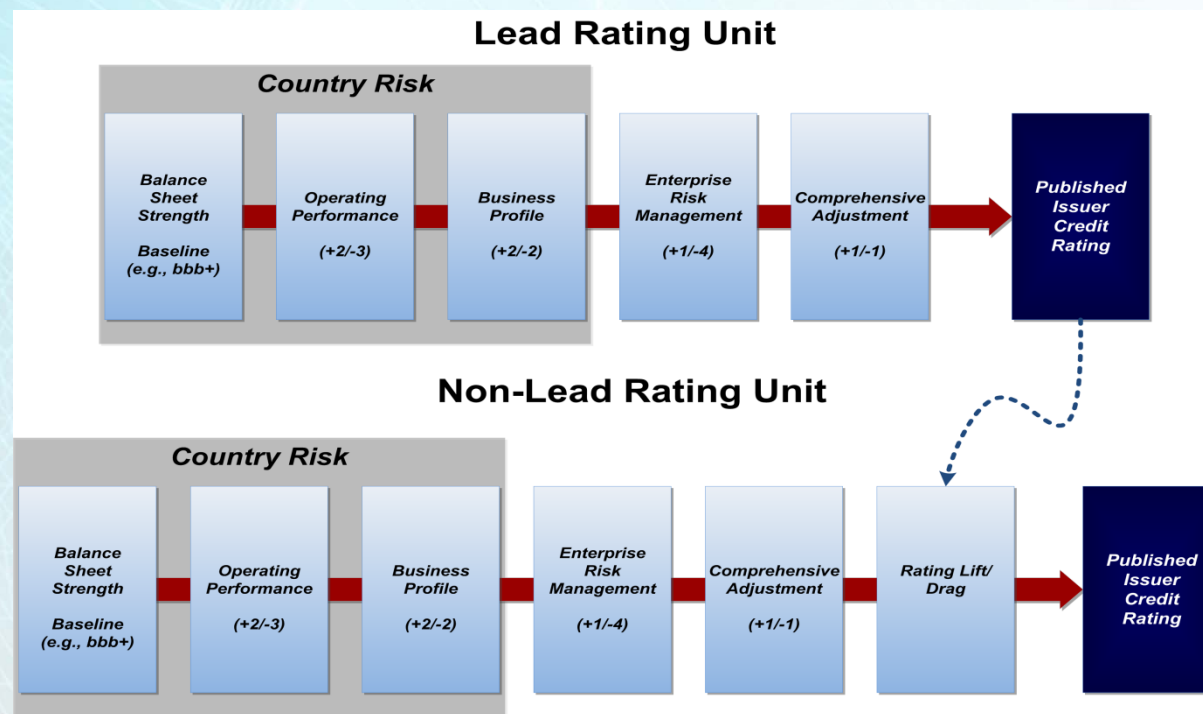 Lead Rating Unit
Country Risk
Balance
Sheet
Strength
Baseline
(e.g., bbb+)
Operating
Performance
(+2/-3)
Business
Profile
(+2/-2)
Enterprise
Risk
Management
(+1/-4)
Comprehensive
Adjustment
(+1/-1)
Published
Issuer
Credit
Rating
Non-Lead Rating Unit
Country Risk
Balance
Sheet
Strength
Baseline
(e.g., bbb+)
Operating
Performance
(+2/-3)
Business
Profile
(+2/-2)
Enterprise
Risk
Management
(+1/-4)
Comprehensive
Adjustment
(+1/-1)
Rating Lift/
Drag
Published
Issuer
Credit
Rating